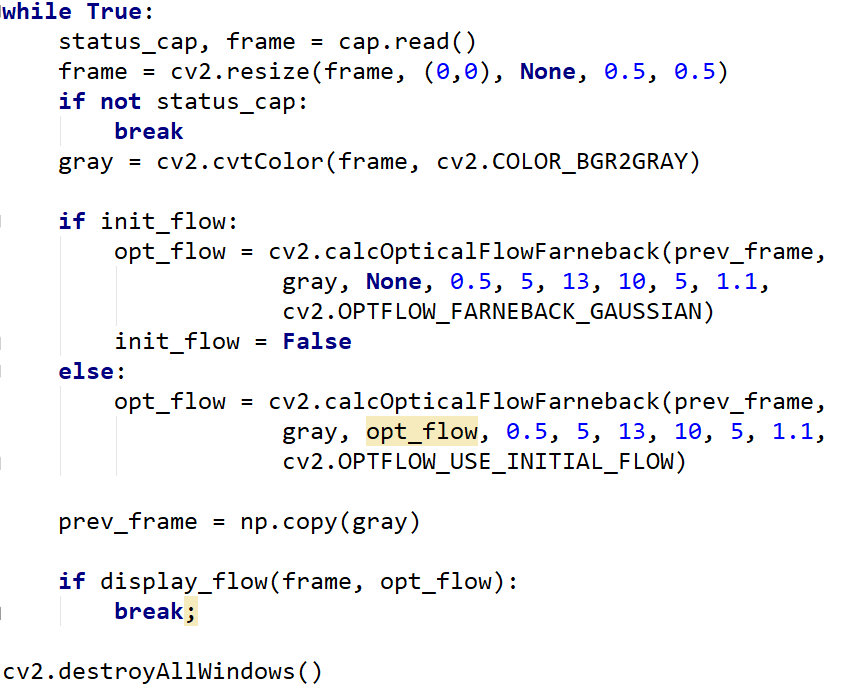 while True:
    status_cap, frame = cap.read()
    frame = cv2.resize(frame, (0,0), None, 0.5, 0.5)
    if not status_cap:
        break
    gray = cv2.cvtColor(frame, cv2.COLOR_BGR2GRAY)
    if init_flow:
        opt_flow = cv2.calcOpticalFlowFarneback(prev_frame,
                    gray, None, 0.5, 5, 13, 10, 5, 1.1,
                    cv2.OPTFLOW_FARNEBACK_GAUSSIAN)
        init_flow = False
    else:
        opt_flow = cv2.calcOpticalFlowFarneback(prev_frame,
                    gray, opt_flow, 0.5, 5, 13, 10, 5, 1.1,
                    cv2.OPTFLOW_USE_INITIAL_FLOW)
    prev_frame = np.copy(gray)
    if display_flow(frame, opt_flow):
        break;
cv2.destroyAllWindows()